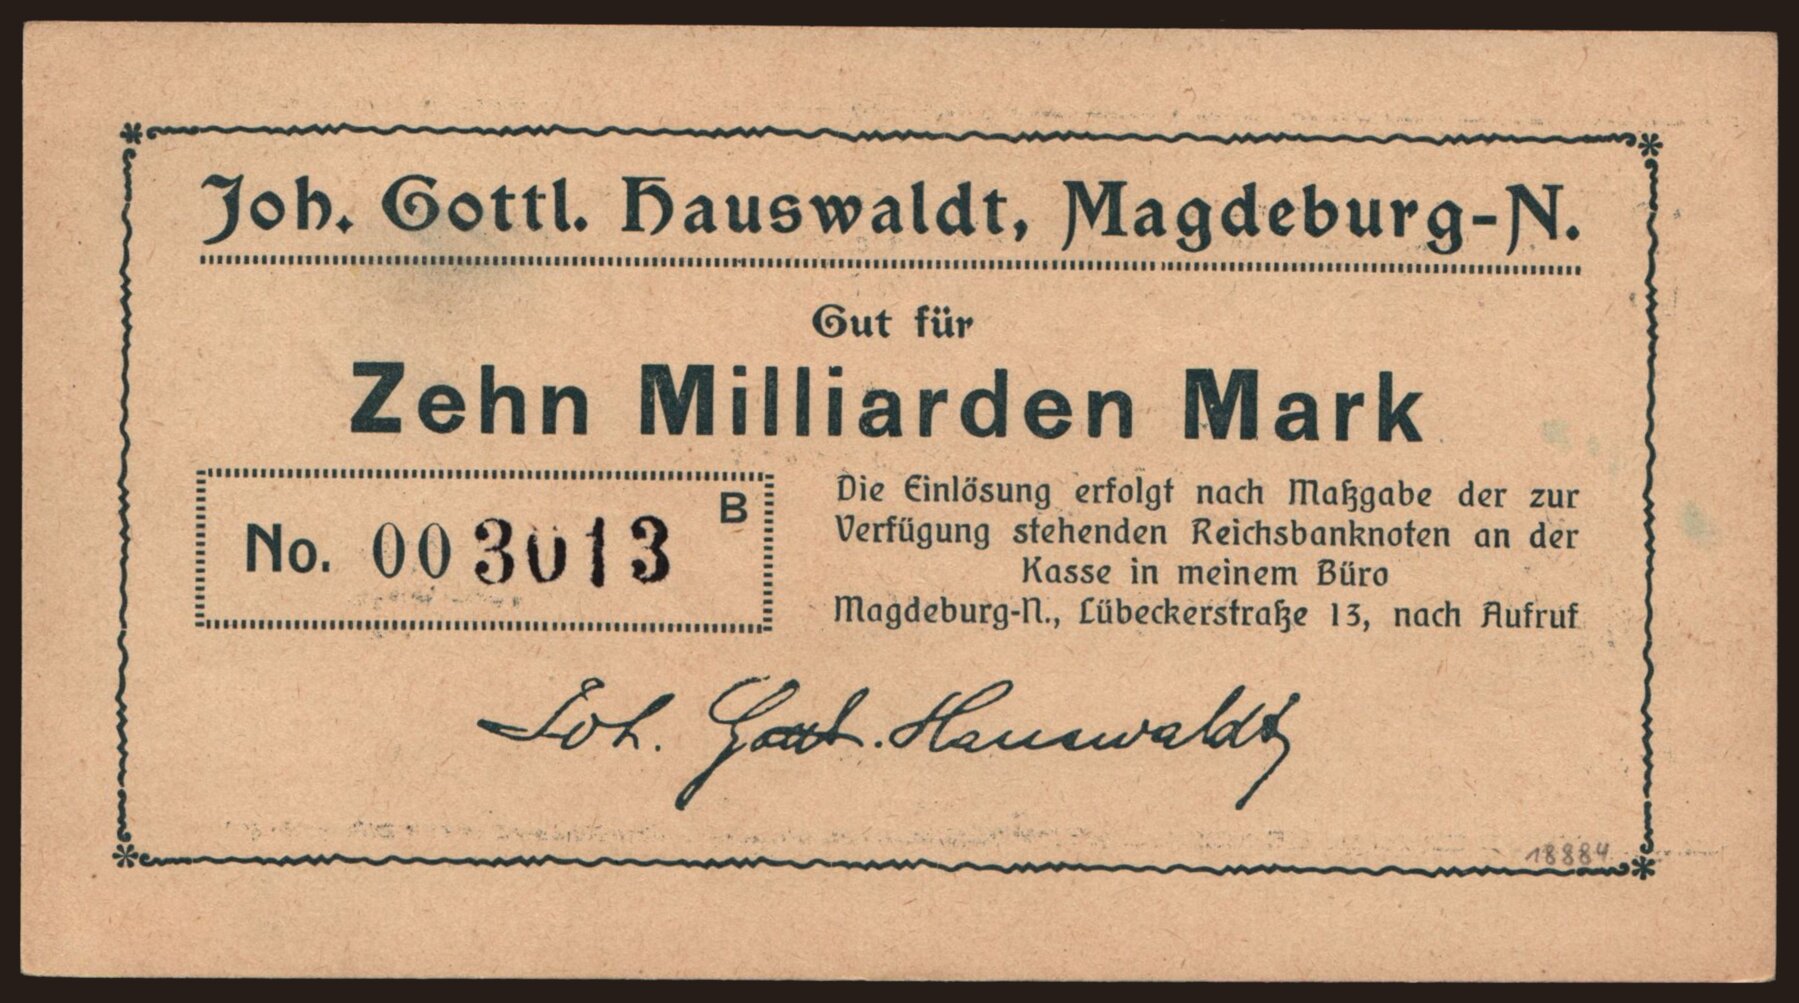 Joh. Gottl. Hauswaldt, Magdeburg-N.
Gut für
Zehn Milliarden Mark
No. 003013 B
Die Einlösung erfolgt nach Maßgabe der zur
Verfügung stehenden Reichsbanknoten an der
Kasse in meinem Büro
Magdeburg-N., Lübeckerstraße 13, nach Aufruf
Joh. Gottl. Hauswaldt
18884